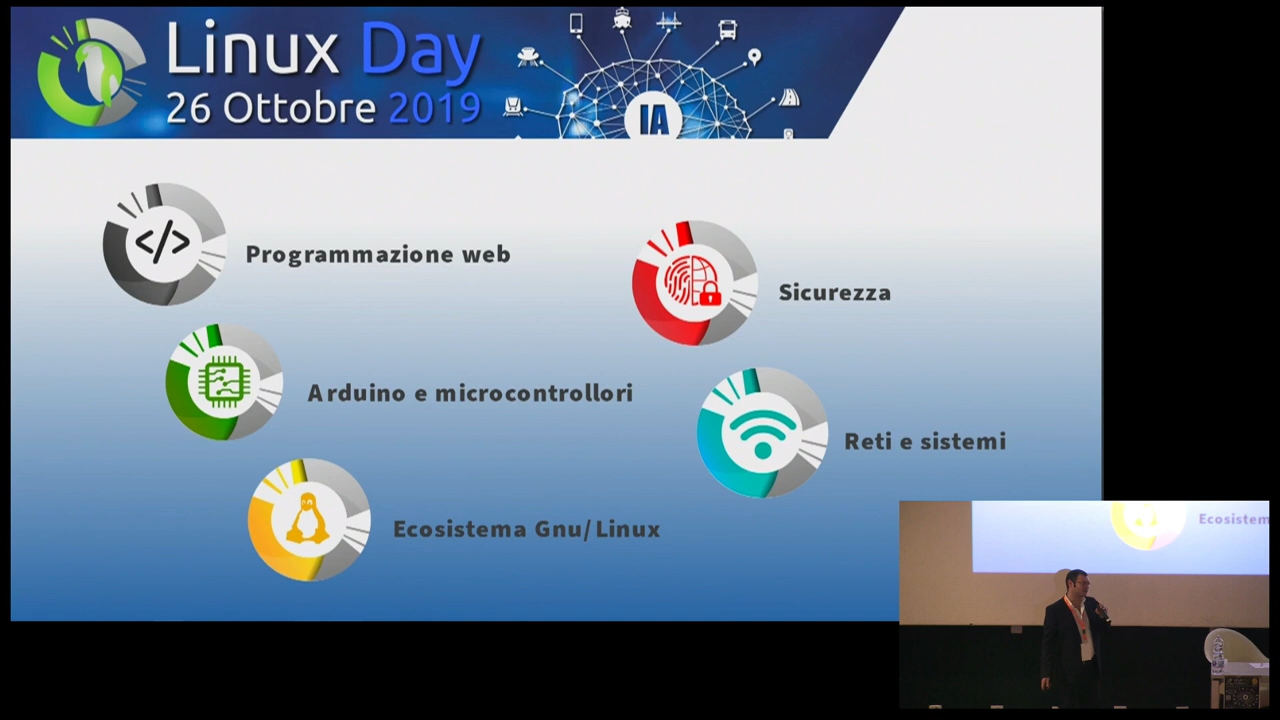 Linux Day
26 Ottobre 2019
IA
Programmazione web
Sicurezza
Arduino e microcontrollori
Reti e sistemi
Ecosistema Gnu/Linux
Ecosistem